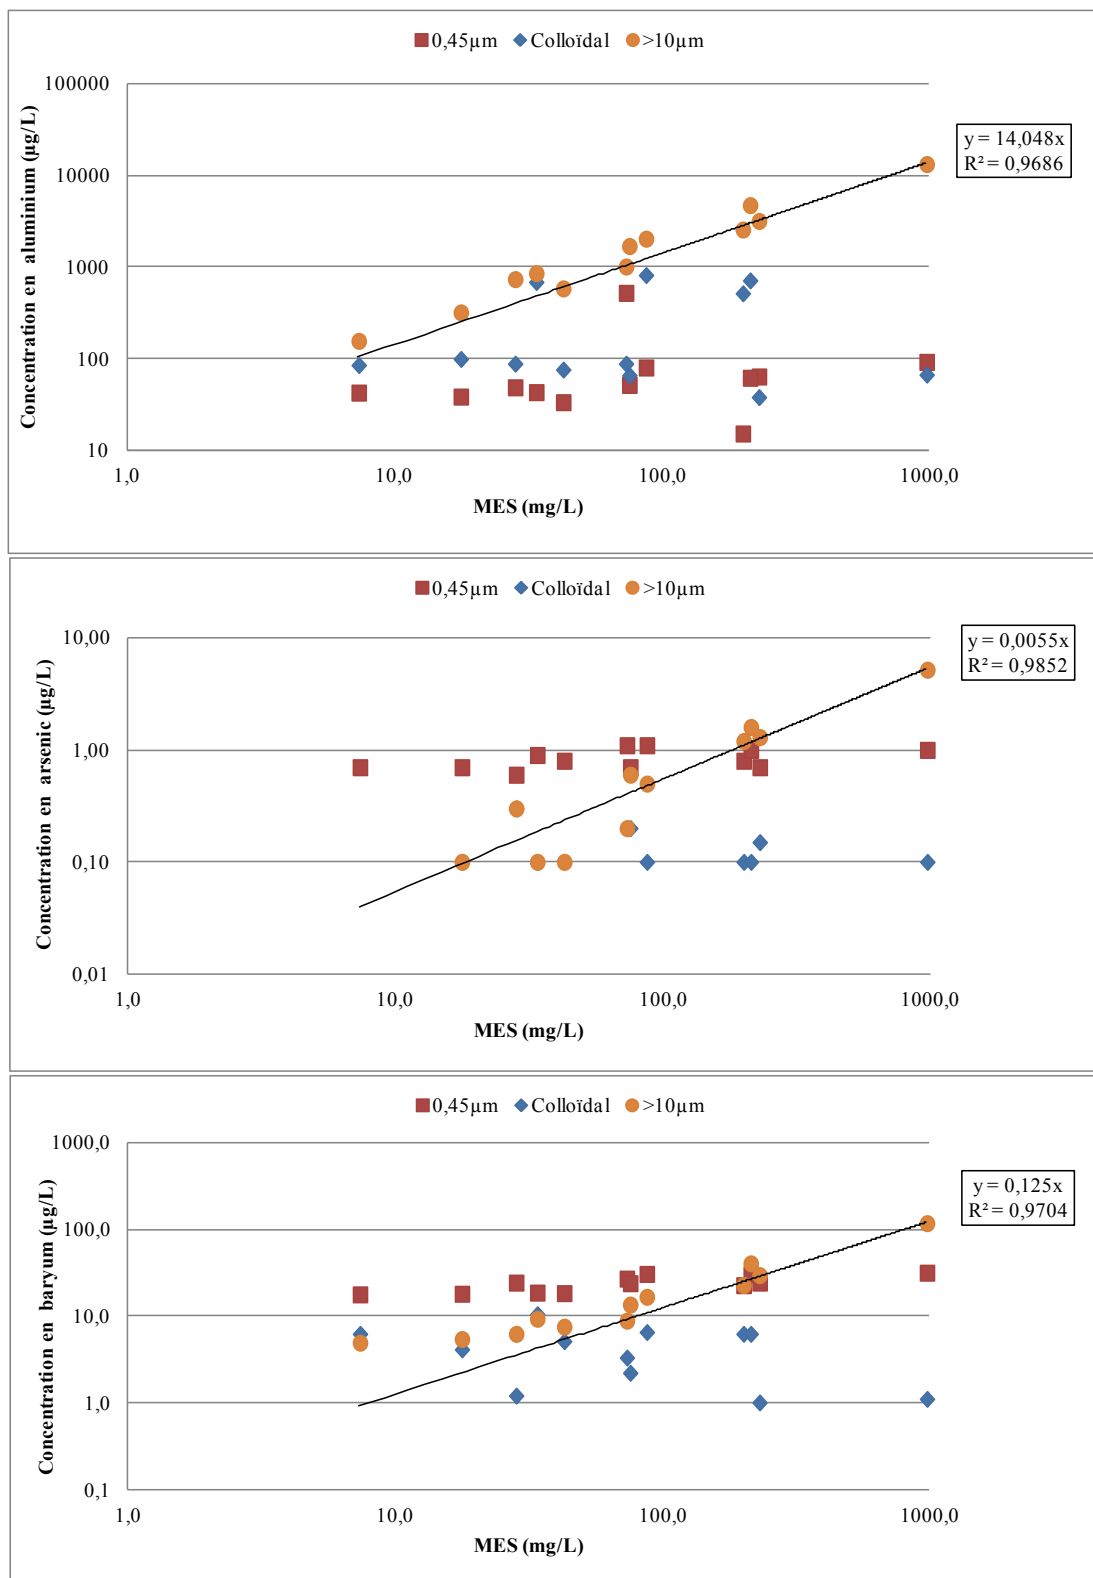 0,45µm Colloïdal >10µm
Concentration en aluminium (µg/L)
100000
10000
1000
100
10
y = 14,048x
R² = 0,9686
1,0 10,0 100,0 1000,0
MES (mg/L)
0,45µm Colloïdal >10µm
Concentration en arsenic (µg/L)
10,00
1,00
0,10
0,01
y = 0,0055x
R² = 0,9852
1,0 10,0 100,0 1000,0
MES (mg/L)
0,45µm Colloïdal >10µm
Concentration en baryum (µg/L)
1000,0
100,0
10,0
1,0
0,1
y = 0,125x
R² = 0,9704
1,0 10,0 100,0 1000,0
MES (mg/L)